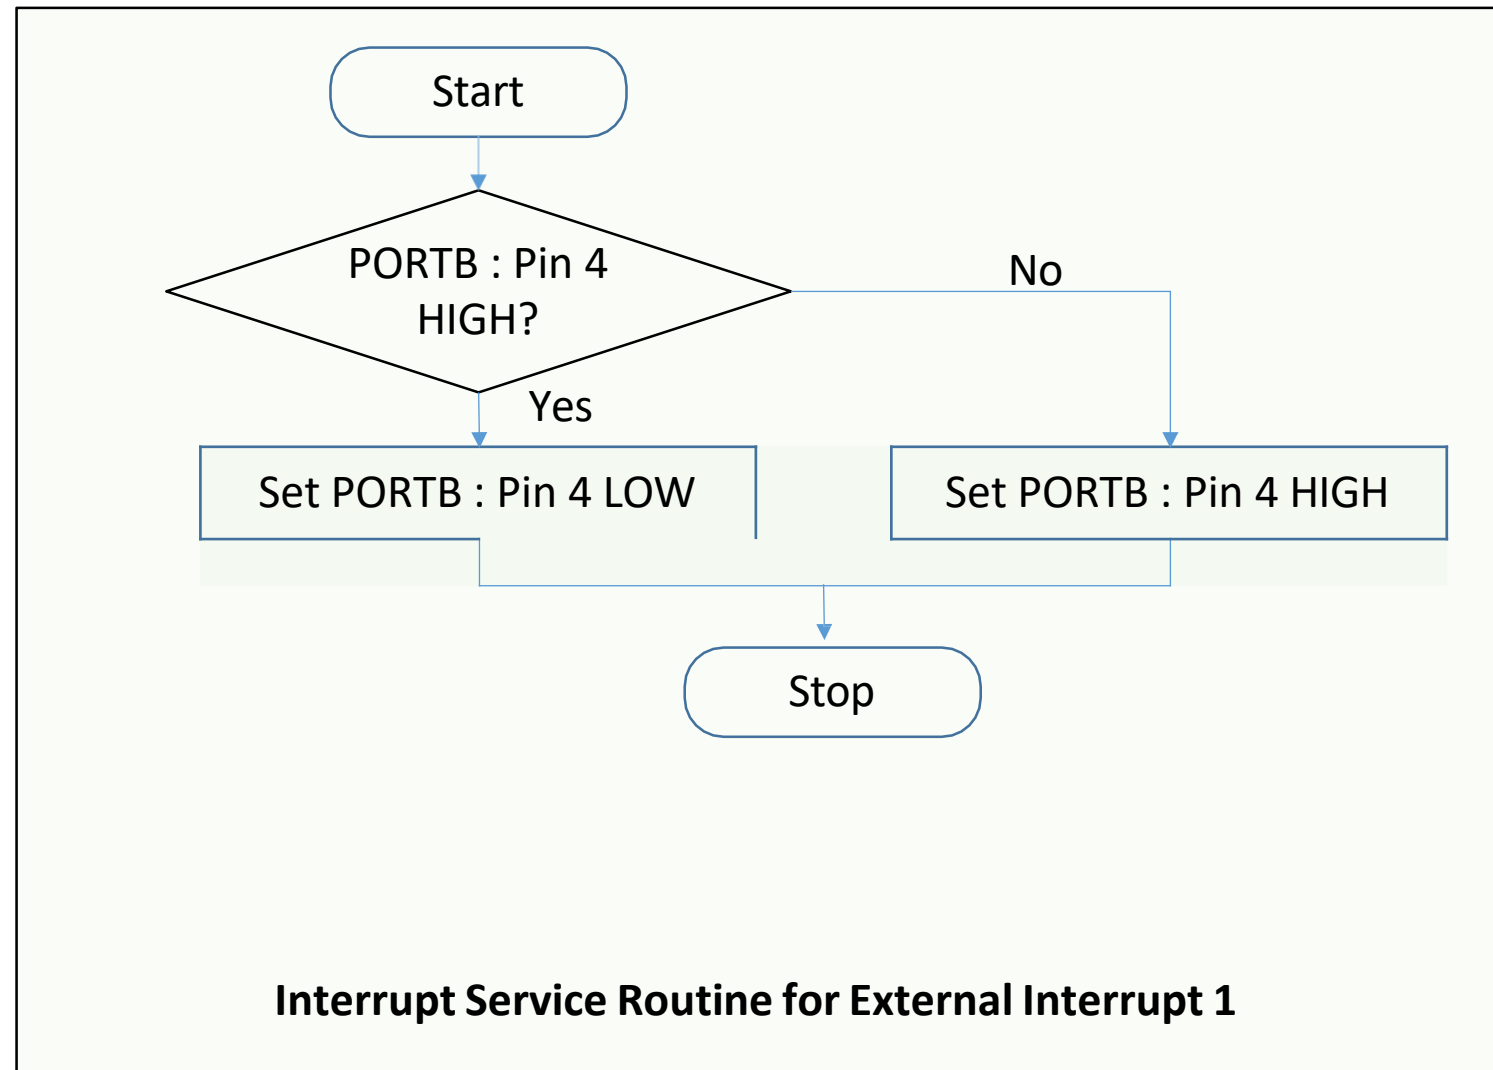 Start
PORTB : Pin 4
HIGH?
No
Yes
Set PORTB : Pin 4 LOW
Set PORTB : Pin 4 HIGH
Stop
Interrupt Service Routine for External Interrupt 1